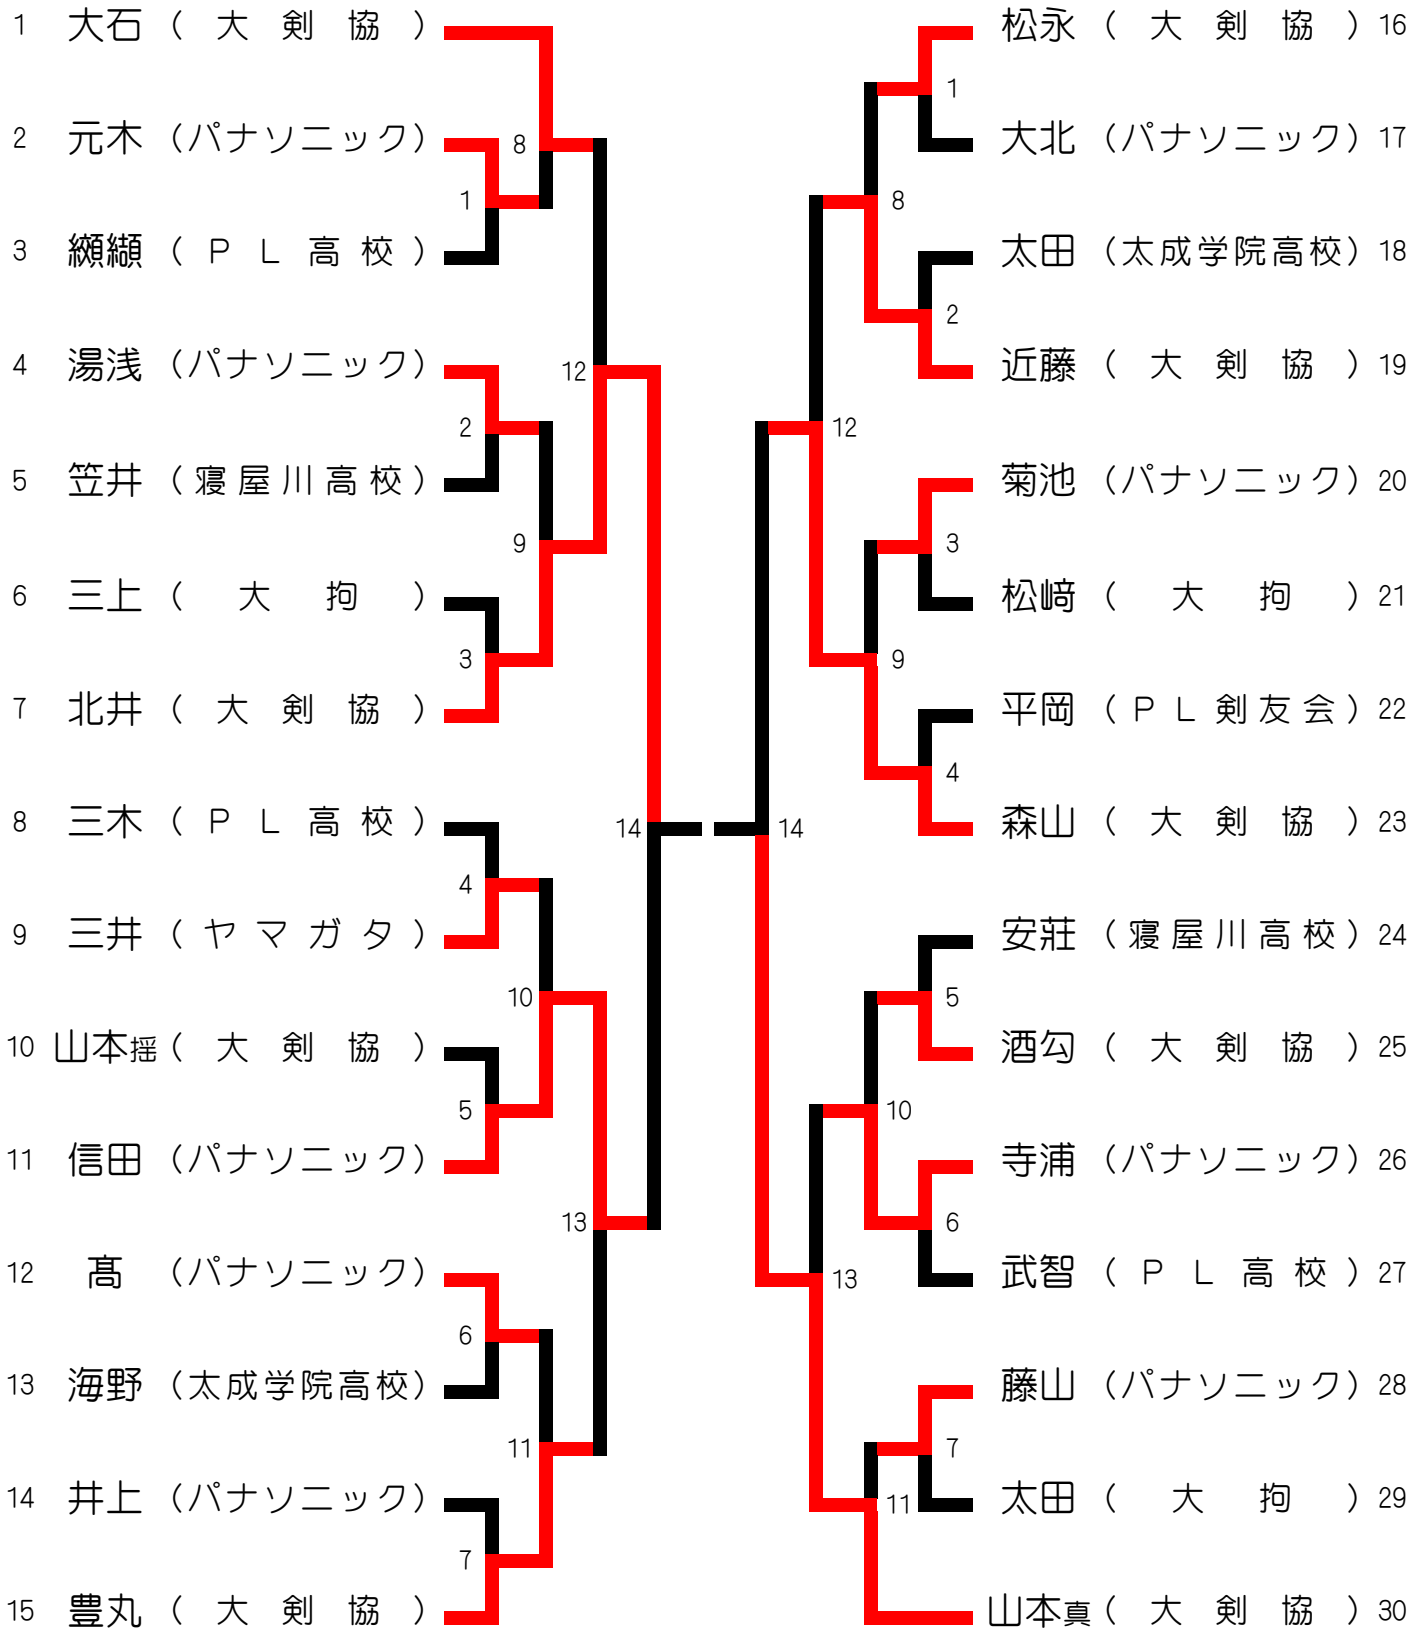 1 大石 ( 大 剣 協 )
2 元木 (パナソニック)
3 纐纈 ( P L 高 校 )
4 湯浅 (パナソニック)
5 笠井 ( 寝 屋 川 高 校 )
6 三上 ( 大 拘 )
7 北井 ( 大 剣 協 )
8 三木 ( P L 高 校 )
9 三井 ( ヤ マ ガ タ )
10 山本揺 ( 大 剣 協 )
11 信田 (パナソニック)
12 髙 (パナソニック)
13 海野 (太成学院高校)
14 井上 (パナソニック)
15 豊丸 ( 大 剣 協 )
8
1
12
2
9
3
14
4
10
5
13
6
11
7
松永 ( 大 剣 協 ) 16
大北 (パナソニック) 17
太田 (太成学院高校) 18
近藤 ( 大 剣 協 ) 19
菊池 (パナソニック) 20
松﨑 ( 大 拘 ) 21
平岡 ( P L 剣 友 会 ) 22
森山 ( 大 剣 協 ) 23
安莊 ( 寝 屋 川 高 校 ) 24
酒勾 ( 大 剣 協 ) 25
寺浦 (パナソニック) 26
武智 ( P L 高 校 ) 27
藤山 (パナソニック) 28
太田 ( 大 拘 ) 29
山本真 ( 大 剣 協 ) 30
1
8
2
12
3
9
4
14
5
10
6
13
7
11